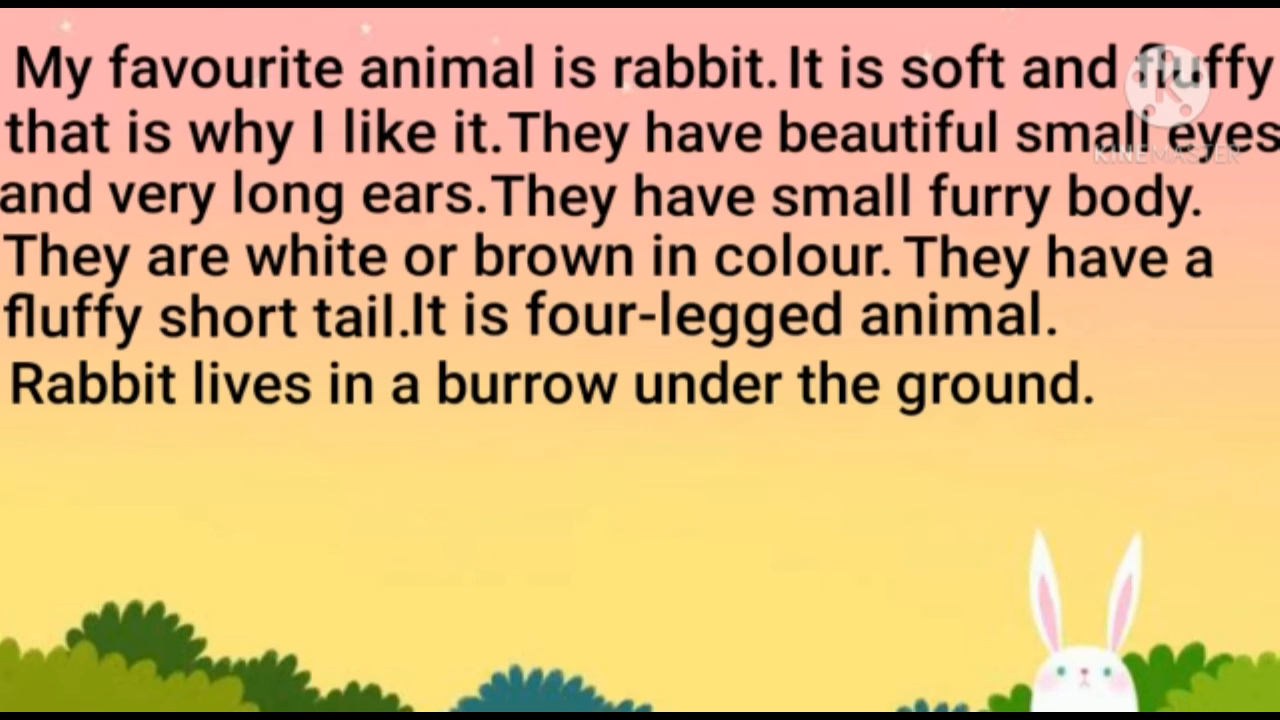 My favourite animal is rabbit. It is soft and fluffy
that is why I like it. They have beautiful small eyes
and very long ears. They have small furry body.
They are white or brown in colour. They have a
fluffy short tail. It is four-legged animal.
Rabbit lives in a burrow under the ground.
K
KINEMASTER